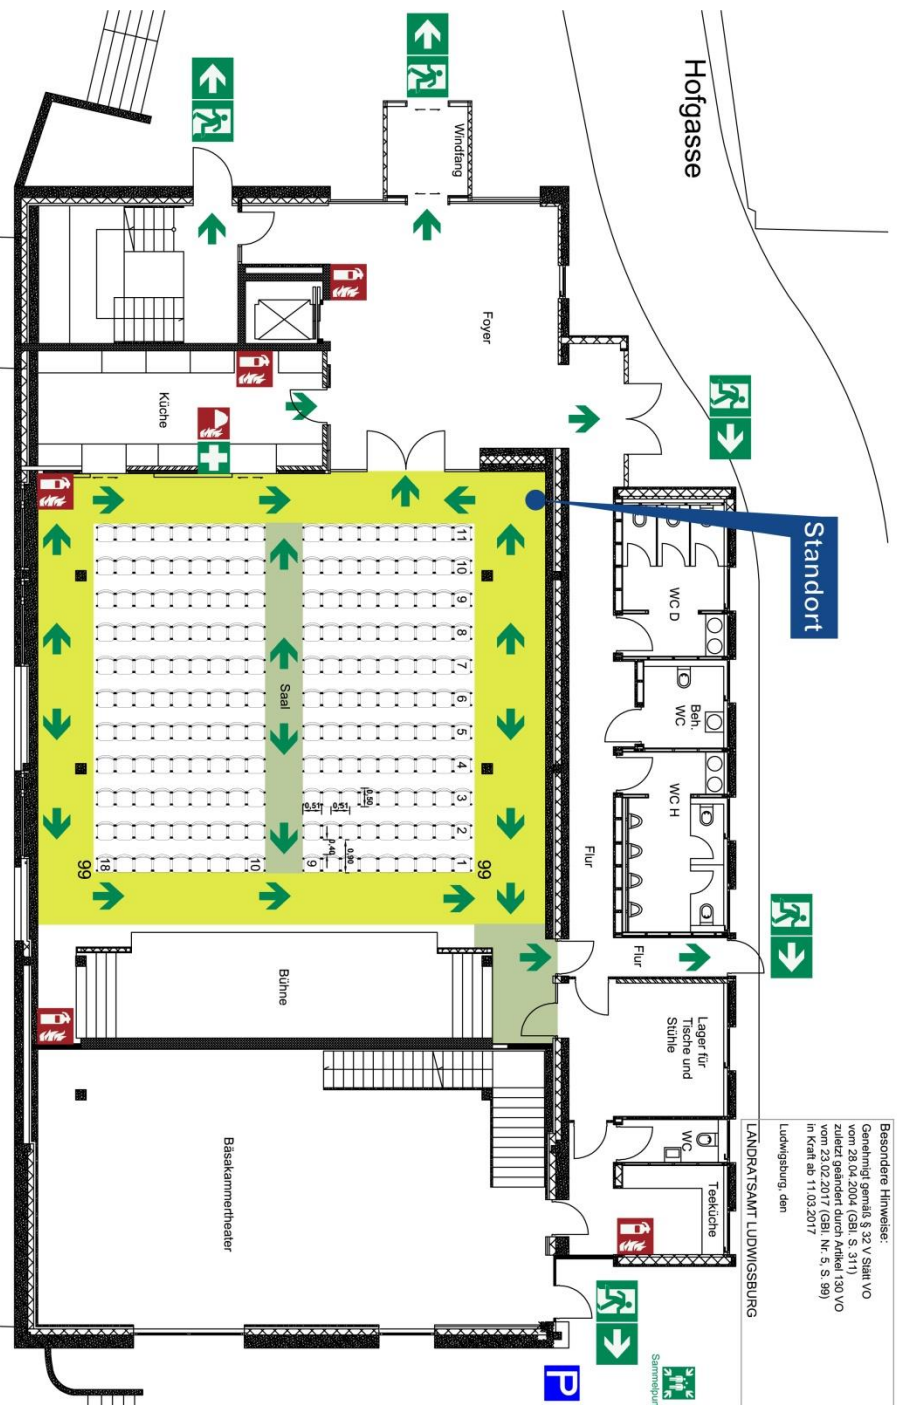 Hofgasse
Windfang
Foyer
Küche
Standort
WC D
Beh.
WC
WC H
Flur
Flur
Saal
11
10
9
8
7
6
5
4
3
2
1
0,51
0,51
0,50
0,40
0,90
99
18
10
9
99
Bühne
Lager für
Tische und
Stühle
WC
Teeküche
Bäsakammertheater
Besondere Hinweise:
Genehmigt gemäß § 32 V Stätt VO
vom 28.04.2004 (GBl. S. 311)
zuletzt geändert durch Artikel 130 VO
vom 23.02.2017 (GBl. Nr. 5, S. 99)
in Kraft ab 11.03.2017
Ludwigsburg, den
LANDRATSAMT LUDWIGSBURG
P
Sammelpun